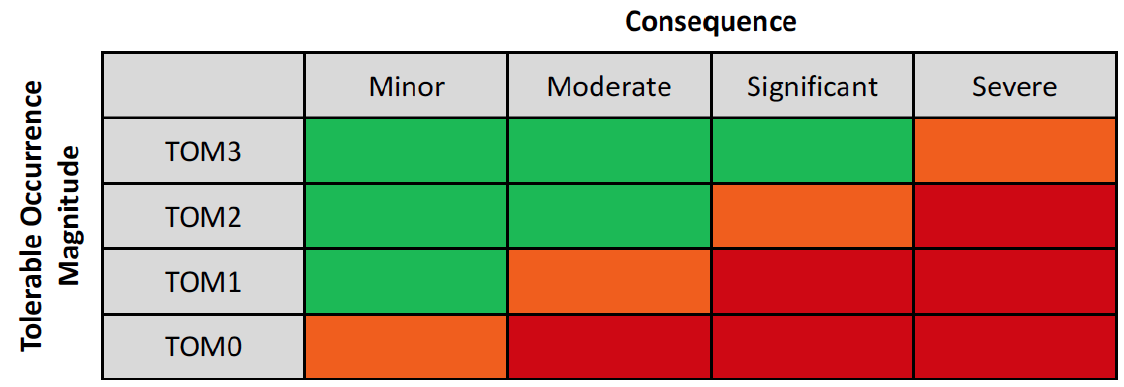 Consequence
Tolerable Occurrence
Magnitude
Minor Moderate Significant Severe
TOM3
TOM2
TOM1
TOM0